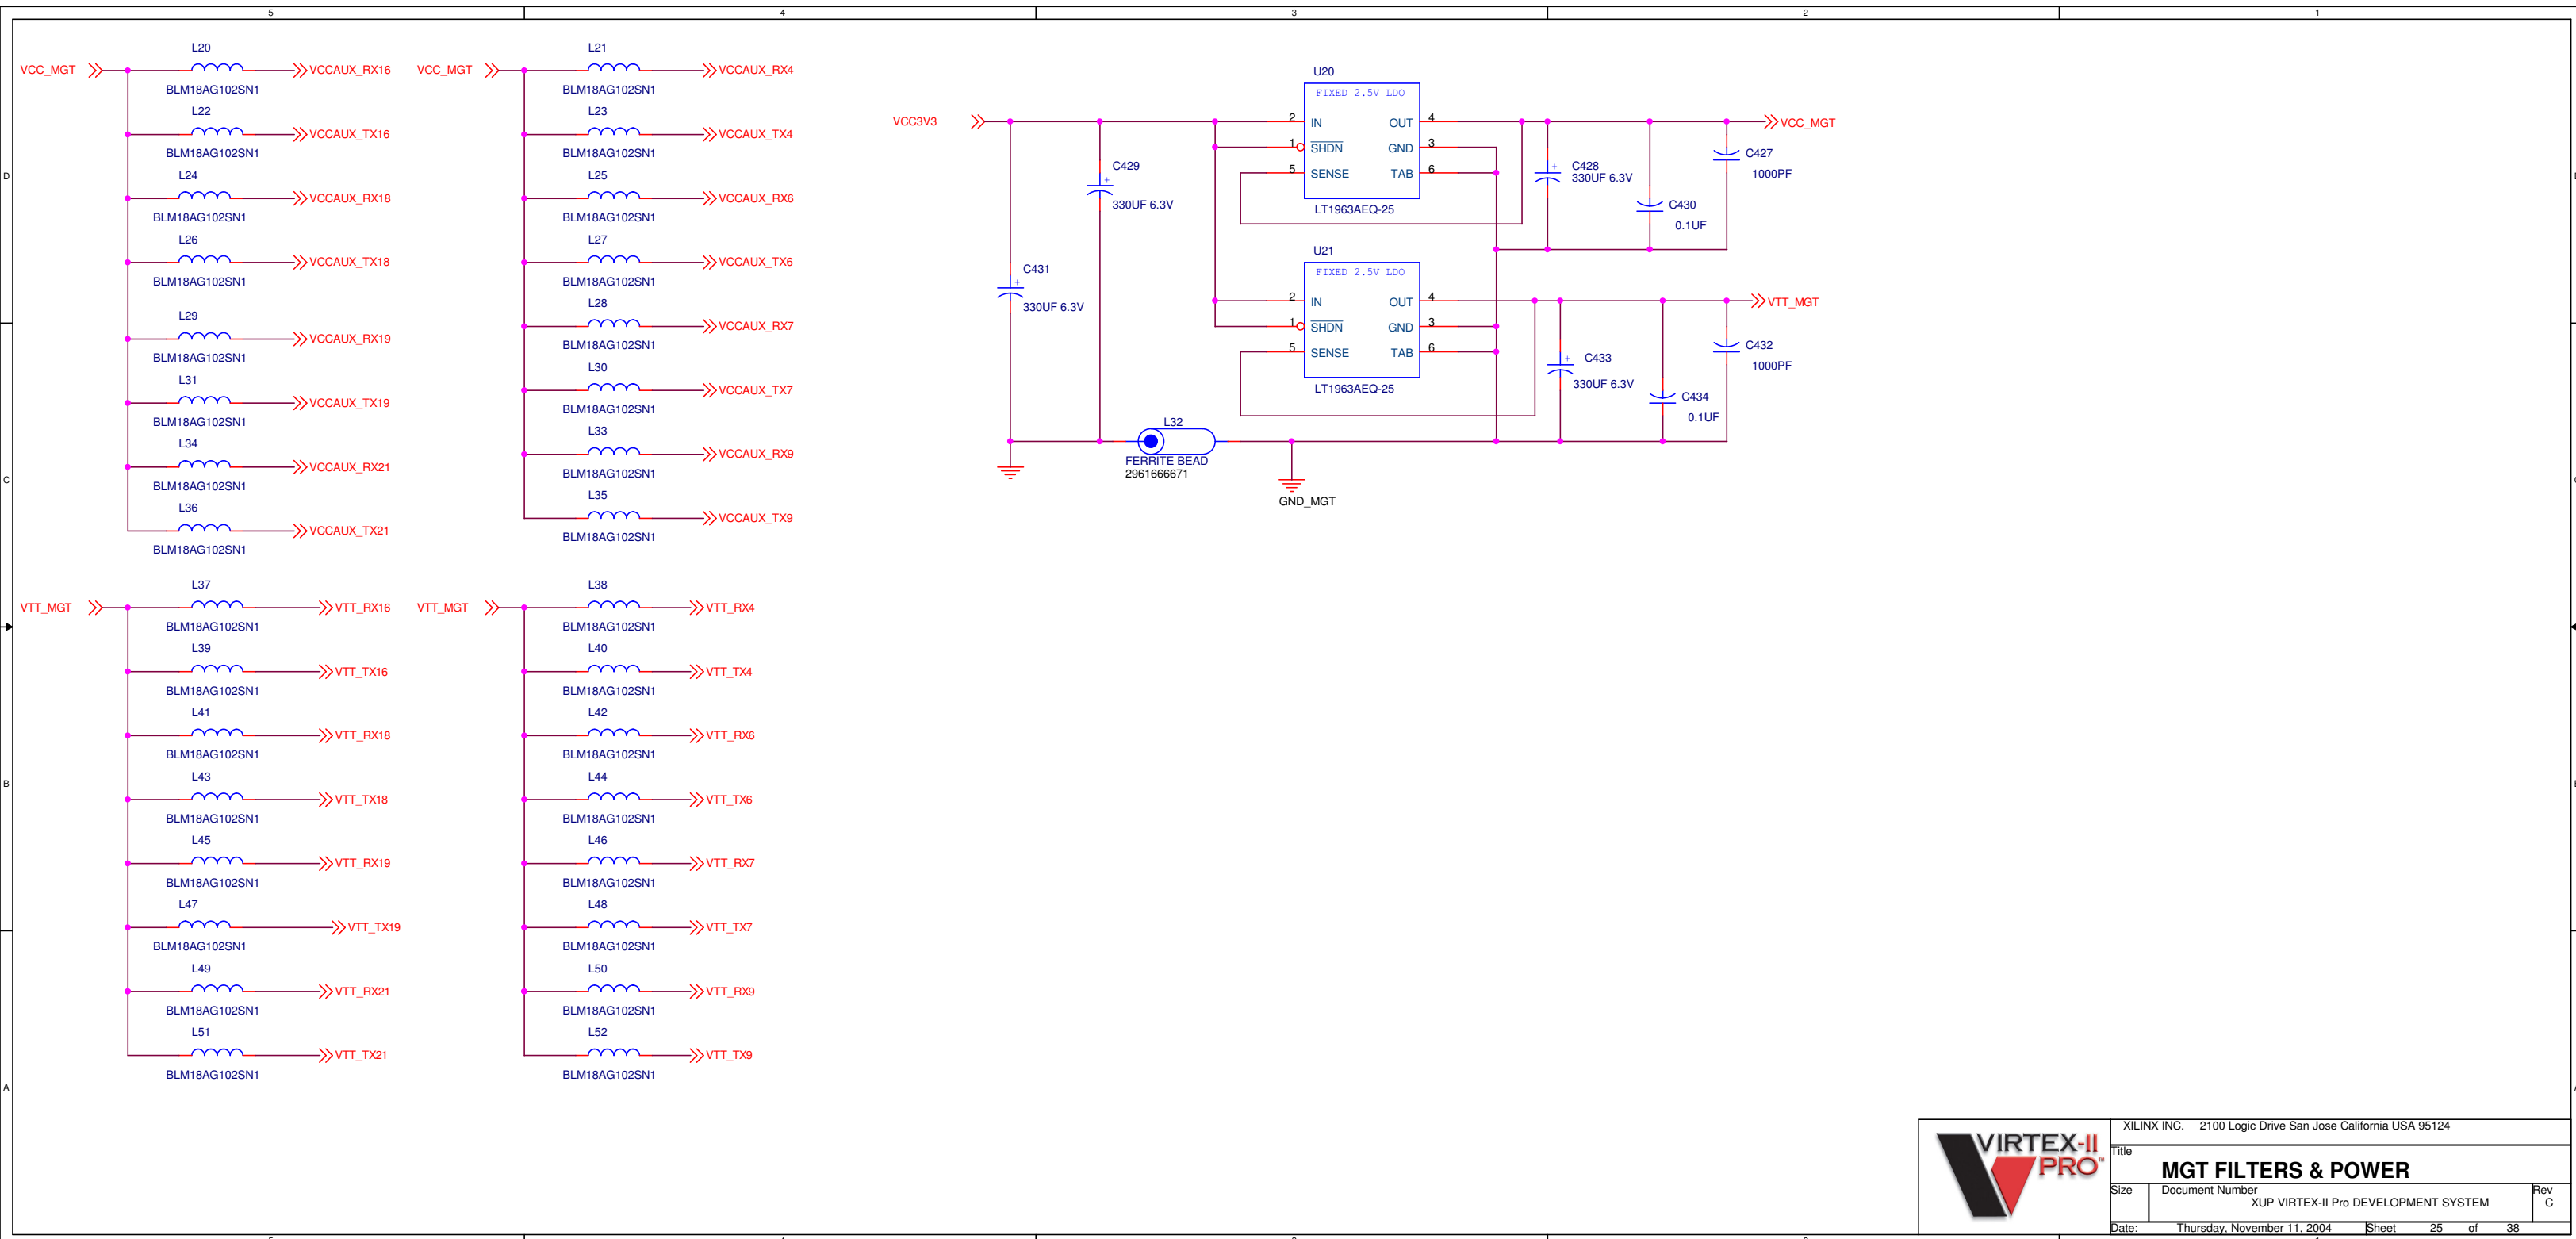 5 4 3 2 1
D
C
B
A
VCC_MGT
L20
BLM18AG102SN1
VCCAUX_RX16
L22
BLM18AG102SN1
VCCAUX_TX16
L24
BLM18AG102SN1
VCCAUX_RX18
L26
BLM18AG102SN1
VCCAUX_TX18
L29
BLM18AG102SN1
VCCAUX_RX19
L31
BLM18AG102SN1
VCCAUX_TX19
L34
BLM18AG102SN1
VCCAUX_RX21
L36
BLM18AG102SN1
VCCAUX_TX21
VCC_MGT
L21
BLM18AG102SN1
VCCAUX_RX4
L23
BLM18AG102SN1
VCCAUX_TX4
L25
BLM18AG102SN1
VCCAUX_RX6
L27
BLM18AG102SN1
VCCAUX_TX6
L28
BLM18AG102SN1
VCCAUX_RX7
L30
BLM18AG102SN1
VCCAUX_TX7
L33
BLM18AG102SN1
VCCAUX_RX9
L35
BLM18AG102SN1
VCCAUX_TX9
VTT_MGT
L37
BLM18AG102SN1
VTT_RX16
L39
BLM18AG102SN1
VTT_TX16
L41
BLM18AG102SN1
VTT_RX18
L43
BLM18AG102SN1
VTT_TX18
L45
BLM18AG102SN1
VTT_RX19
L47
BLM18AG102SN1
VTT_TX19
L49
BLM18AG102SN1
VTT_RX21
L51
BLM18AG102SN1
VTT_TX21
VTT_MGT
L38
BLM18AG102SN1
VTT_RX4
L40
BLM18AG102SN1
VTT_TX4
L42
BLM18AG102SN1
VTT_RX6
L44
BLM18AG102SN1
VTT_TX6
L46
BLM18AG102SN1
VTT_RX7
L48
BLM18AG102SN1
VTT_TX7
L50
BLM18AG102SN1
VTT_RX9
L52
BLM18AG102SN1
VTT_TX9
VCC3V3
C431
330UF 6.3V
C429
330UF 6.3V
U20
FIXED 2.5V LDO
2 IN OUT 4
1 SHDN GND 3
5 SENSE TAB 6
LT1963AEQ-25
C428
330UF 6.3V
C430
0.1UF
C427
1000PF
VCC_MGT
U21
FIXED 2.5V LDO
2 IN OUT 4
1 SHDN GND 3
5 SENSE TAB 6
LT1963AEQ-25
C433
330UF 6.3V
C434
0.1UF
C432
1000PF
VTT_MGT
L32
FERRITE BEAD
2961666671
GND_MGT
VIRTEX-II
PRO™
XILINX INC. 2100 Logic Drive San Jose California USA 95124
Title
MGT FILTERS & POWER
Size Document Number Rev
XUP VIRTEX-II Pro DEVELOPMENT SYSTEM C
Date: Thursday, November 11, 2004 Sheet 25 of 38